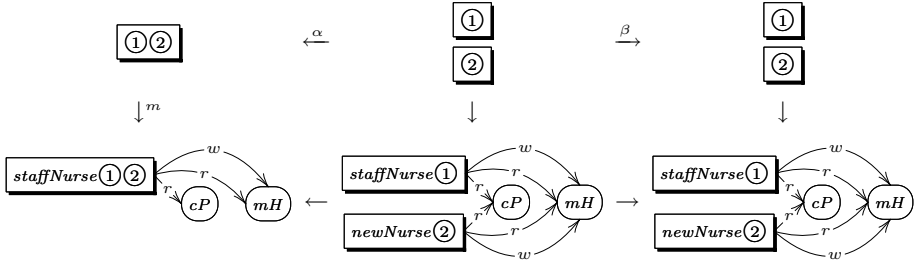 ① ①
①② α β
② ②
m
w w w
staffNurse①② r staffNurse① r staffNurse① r
r r r
cP mH cP mH cP mH
r r
newNurse② r newNurse② r
w w